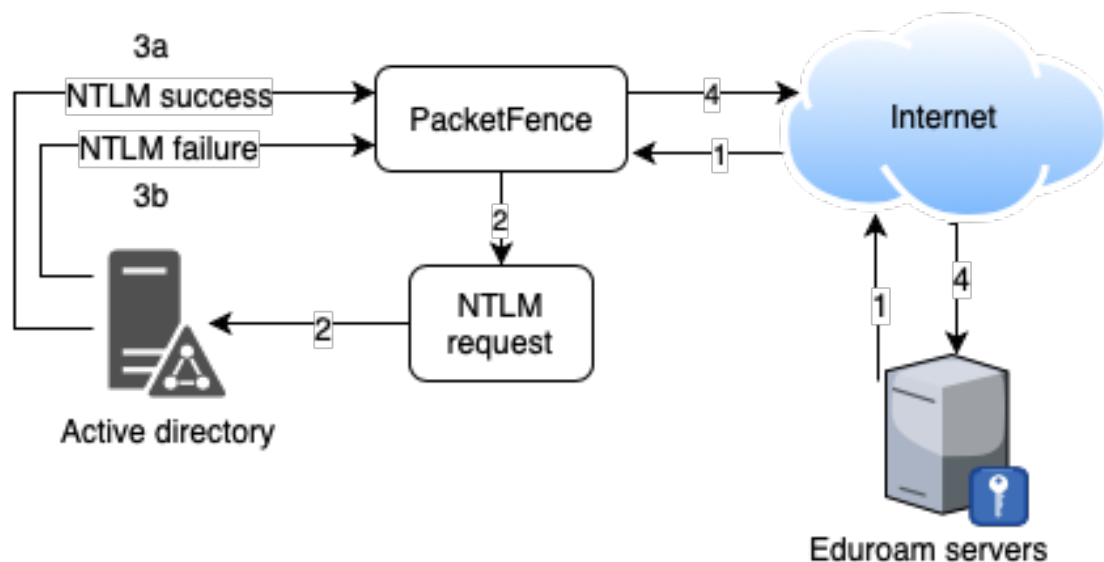 3a
NTLM success
NTLM failure
3b
PacketFence
4
1
Internet
2
NTLM
request
2
1
4
Active directory
Eduroam servers